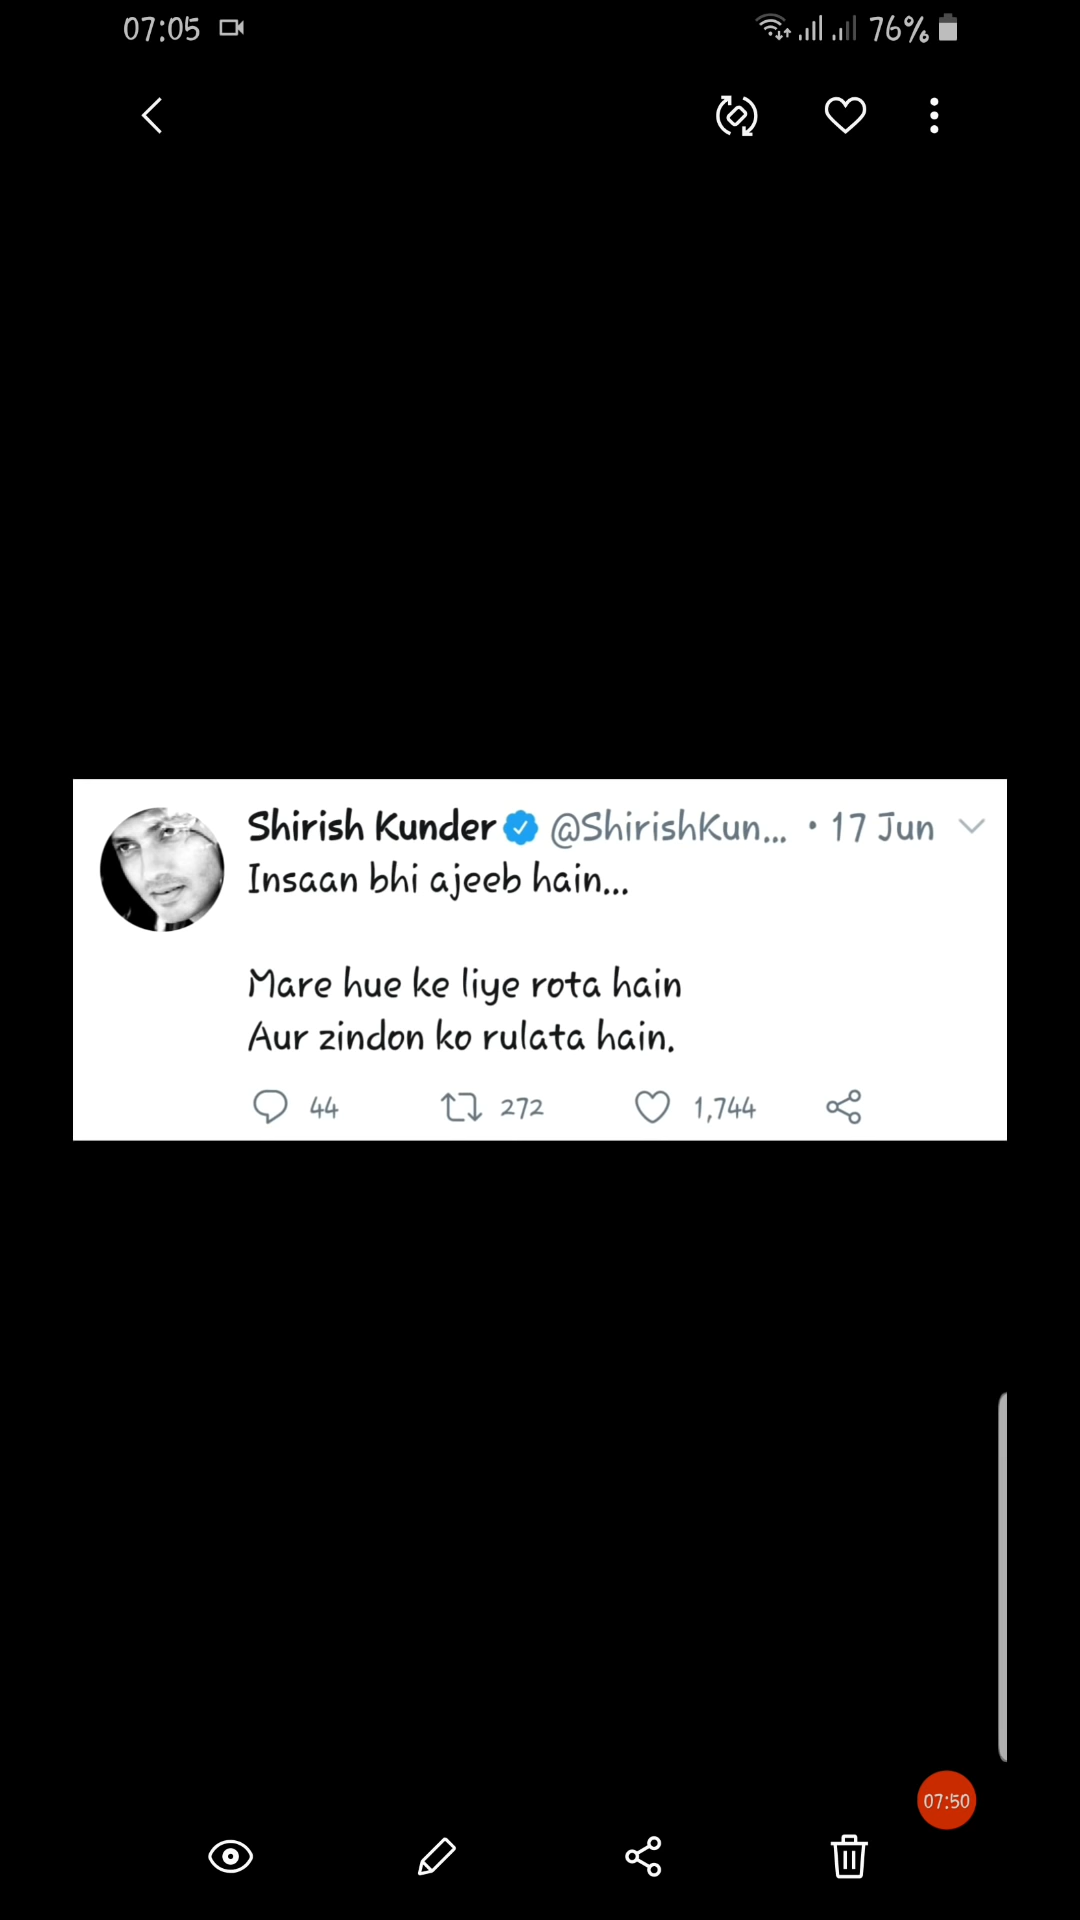 07:05 76%
Shirish Kunder @ShirishKun... • 17 Jun
Insaan bhi ajeeb hain...
Mare hue ke liye rota hain
Aur zindon ko rulata hain.
44 272 1,744
07:50